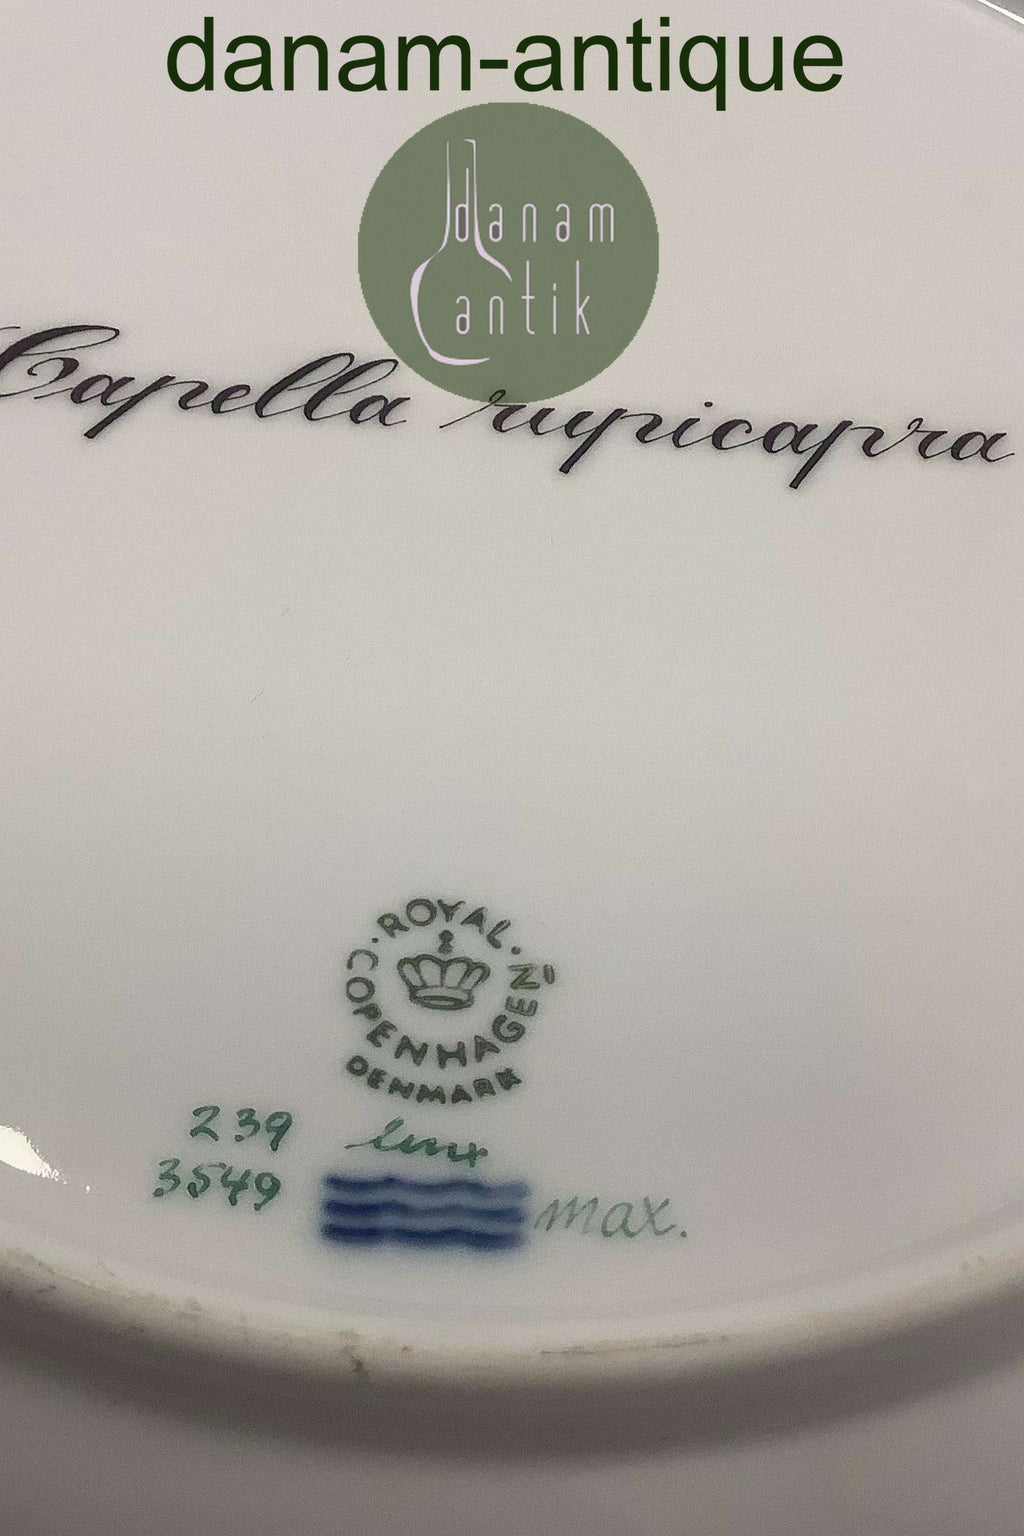 danam-antique
danam
antik
Capella rupicapra
ROYAL
COPENHAGEN
DENMARK
239
3549
max.